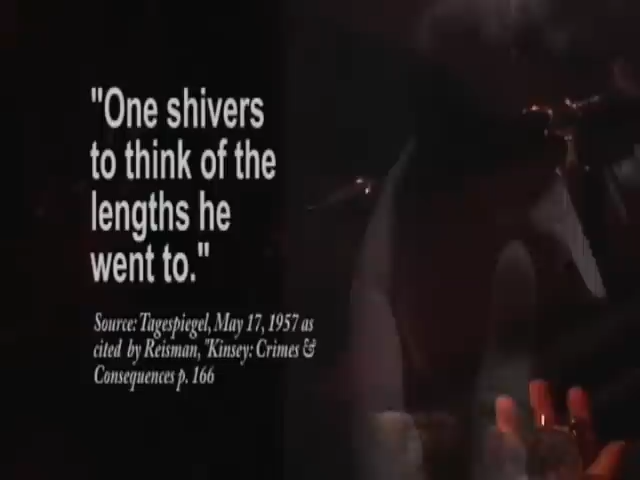 "One shivers
to think of the
lengths he
went to."
Source: Tagespiegel, May 17, 1957 as
cited by Reisman, "Kinsey: Crimes &
Consequences p. 166